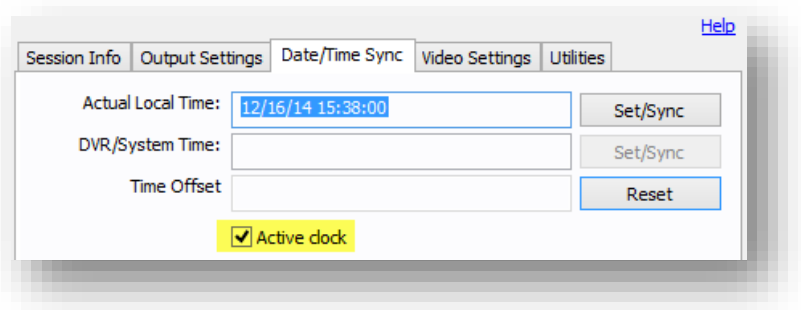 Help
Session Info Output Settings Date/Time Sync Video Settings Utilities
Actual Local Time: 12/16/14 15:38:00 Set/Sync
DVR/System Time: Set/Sync
Time Offset Reset
Active clock